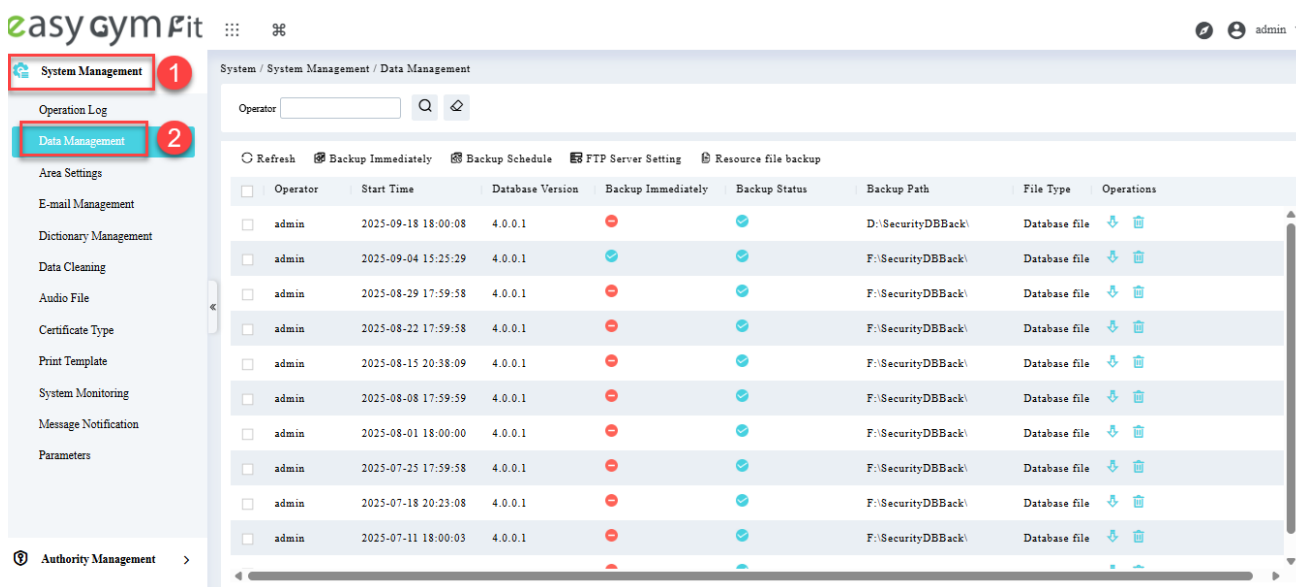 easy GymFit
admin
System Management
1
Operation Log
Data Management
2
Area Settings
E-mail Management
Dictionary Management
Data Cleaning
Audio File
Certificate Type
Print Template
System Monitoring
Message Notification
Parameters
Authority Management
System / System Management / Data Management
Operator
Refresh Backup Immediately Backup Schedule FTP Server Setting Resource file backup
Operator Start Time Database Version Backup Immediately Backup Status Backup Path File Type Operations
admin 2025-09-18 18:00:08 4.0.0.1 D:\SecurityDBBack\ Database file
admin 2025-09-04 15:25:29 4.0.0.1 F:\SecurityDBBack\ Database file
admin 2025-08-29 17:59:58 4.0.0.1 F:\SecurityDBBack\ Database file
admin 2025-08-22 17:59:58 4.0.0.1 F:\SecurityDBBack\ Database file
admin 2025-08-15 20:38:09 4.0.0.1 F:\SecurityDBBack\ Database file
admin 2025-08-08 17:59:59 4.0.0.1 F:\SecurityDBBack\ Database file
admin 2025-08-01 18:00:00 4.0.0.1 F:\SecurityDBBack\ Database file
admin 2025-07-25 17:59:58 4.0.0.1 F:\SecurityDBBack\ Database file
admin 2025-07-18 20:23:08 4.0.0.1 F:\SecurityDBBack\ Database file
admin 2025-07-11 18:00:03 4.0.0.1 F:\SecurityDBBack\ Database file